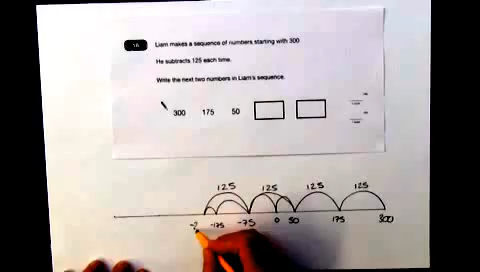 16
Liam makes a sequence of numbers starting with 300
He subtracts 125 each time.
Write the next two numbers in Liam's sequence.
300 175 50
125 125 125 125
-175 -75 0 50 175 300